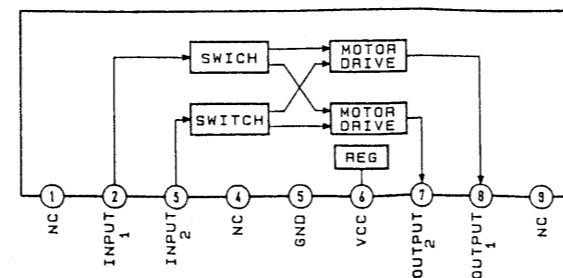 SWICH
MOTOR
DRIVE
SWITCH
MOTOR
DRIVE
REG
1 2 3 4 5 6 7 8 9
NC
INPUT
1
INPUT
2
NC
GND
VCC
OUTPUT
2
OUTPUT
1
NC